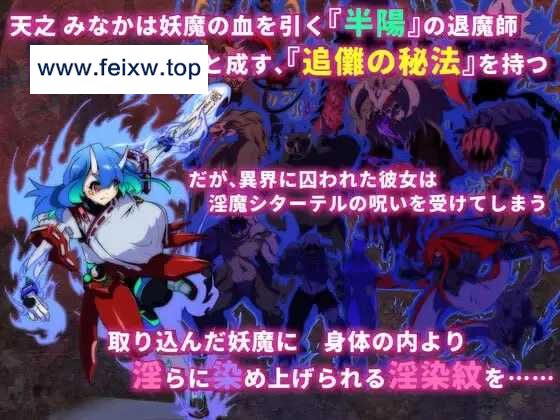 天之 みなかは妖魔の血を引く『半陽』の退魔師
www.feixw.top
と成す、『追儺の秘法』を持つ
だが、異界に囚われた彼女は
淫魔シターテルの呪いを受けてしまう
取り込んだ妖魔に 身体の内より
淫らに染め上げられる淫染紋を……